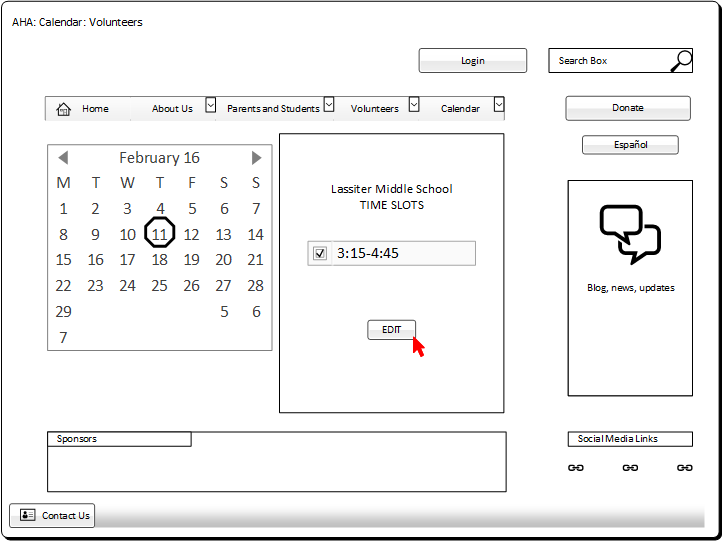 AHA: Calendar: Volunteers
Login
Search Box
Home
About Us
Parents and Students
Volunteers
Calendar
Donate
Español
February 16
M T W T F S S
1 2 3 4 5 6 7
8 9 10 11 12 13 14
15 16 17 18 19 20 21
22 23 24 25 26 27 28
29 5 6
7
Lassiter Middle School
TIME SLOTS
3:15-4:45
EDIT
Blog, news, updates
Sponsors
Social Media Links
Contact Us